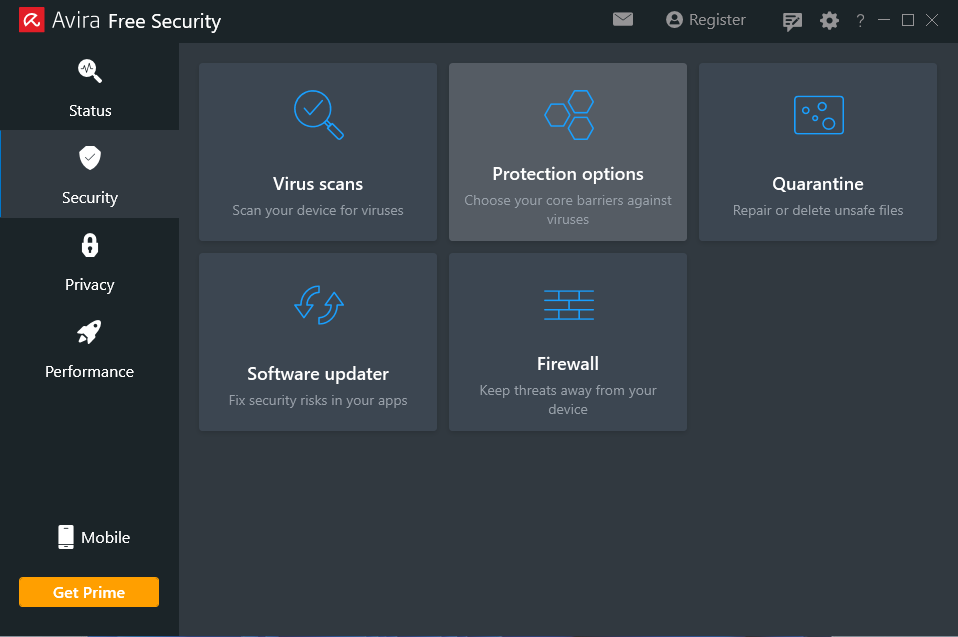 Avira Free Security
Register
?
Status
Security
Privacy
Performance
Mobile
Get Prime
Virus scans
Scan your device for viruses
Protection options
Choose your core barriers against
viruses
Quarantine
Repair or delete unsafe files
Software updater
Fix security risks in your apps
Firewall
Keep threats away from your
device